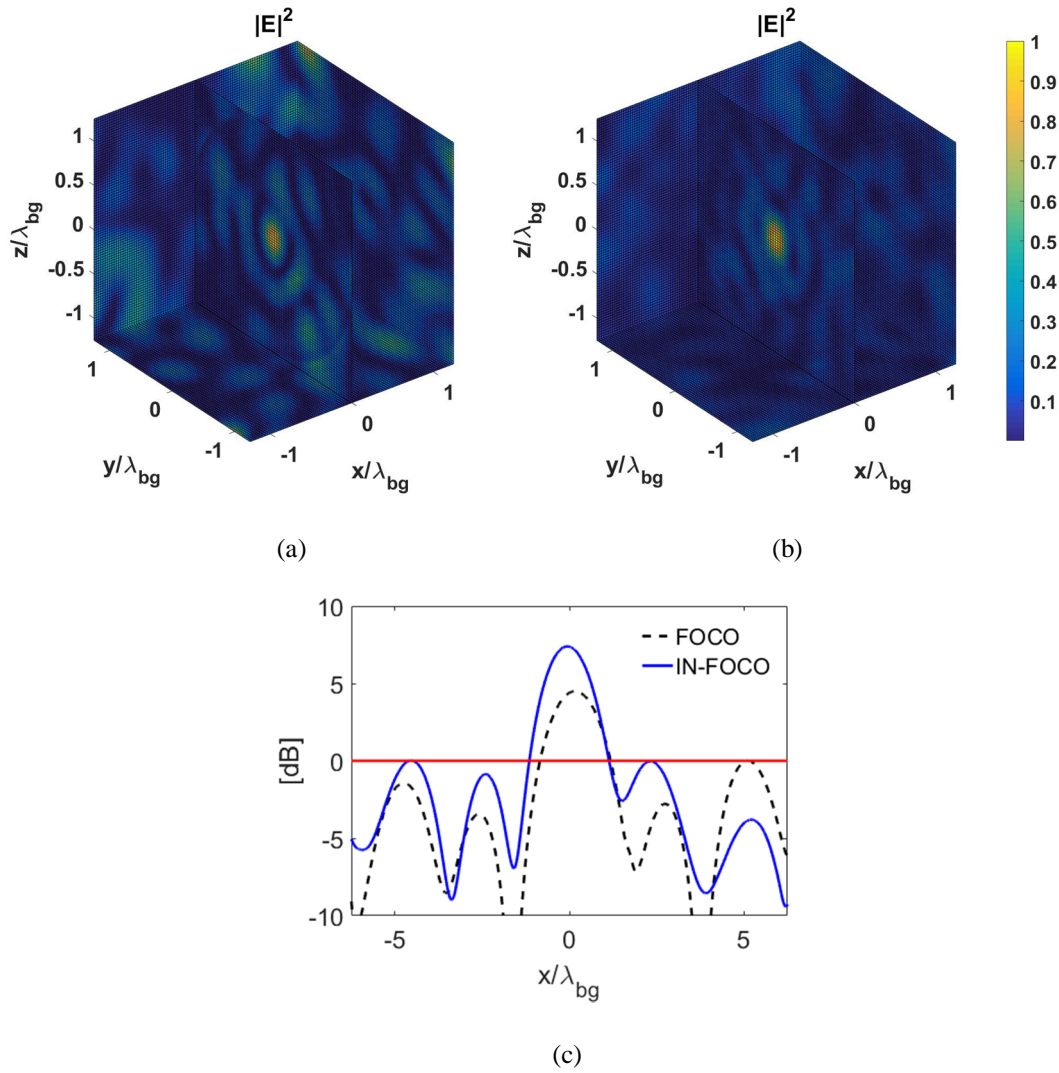 |E|²
1
0.5
0
-0.5
-1
z/λbg
1
0
-1
y/λbg
-1
0
1
x/λbg
(a)
|E|²
1
0.5
0
-0.5
-1
z/λbg
1
0
-1
y/λbg
-1
0
1
x/λbg
(b)
1
0.9
0.8
0.7
0.6
0.5
0.4
0.3
0.2
0.1
10
5
0
-5
-10
[dB]
FOCO
IN-FOCO
-5 0 5
x/λbg
(c)